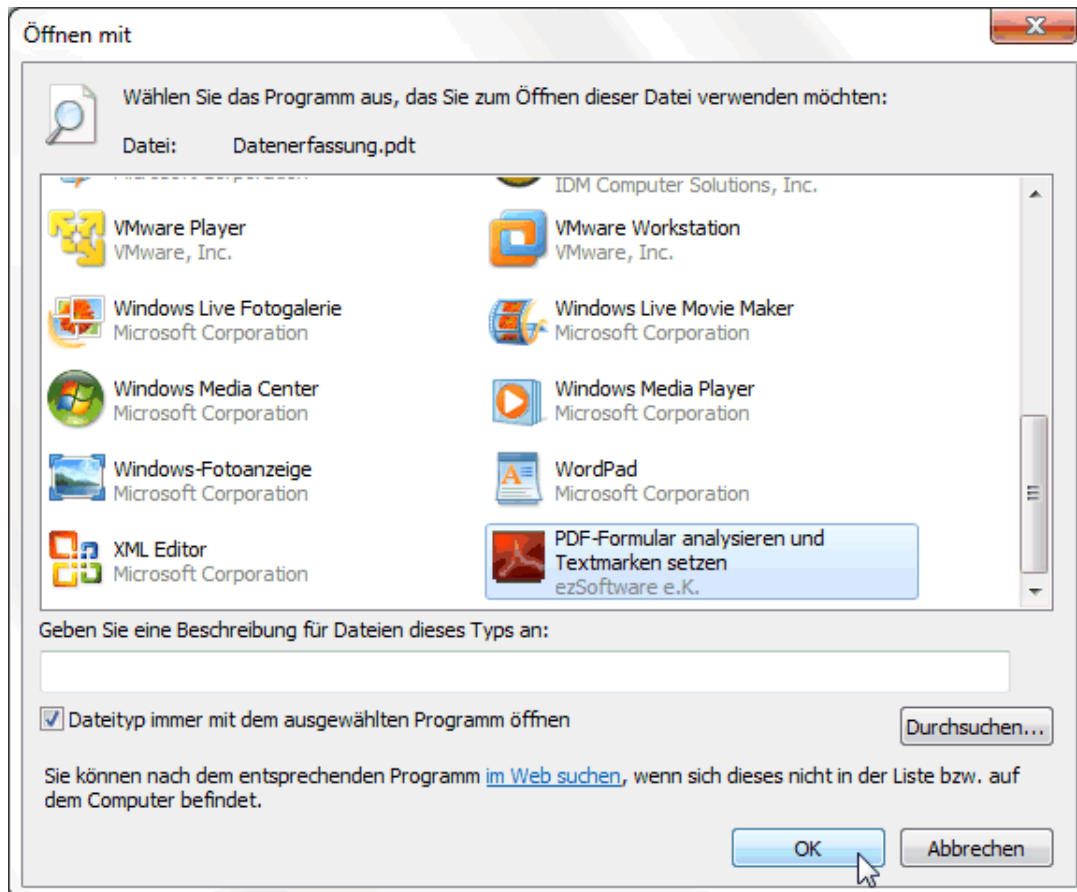 Öffnen mit
Wählen Sie das Programm aus, das Sie zum Öffnen dieser Datei verwenden möchten:
Datei: Datenerfassung.pdt
IDM Computer Solutions, Inc.
VMware Player
VMware, Inc.
VMware Workstation
VMware, Inc.
Windows Live Fotogalerie
Microsoft Corporation
Windows Live Movie Maker
Microsoft Corporation
Windows Media Center
Microsoft Corporation
Windows Media Player
Microsoft Corporation
Windows-Fotoanzeige
Microsoft Corporation
WordPad
Microsoft Corporation
XML Editor
Microsoft Corporation
PDF-Formular analysieren und
Textmarken setzen
ezSoftware e.K.
Geben Sie eine Beschreibung für Dateien dieses Typs an:
Dateityp immer mit dem ausgewählten Programm öffnen
Durchsuchen...
Sie können nach dem entsprechenden Programm im Web suchen, wenn sich dieses nicht in der Liste bzw. auf
dem Computer befindet.
OK
Abbrechen